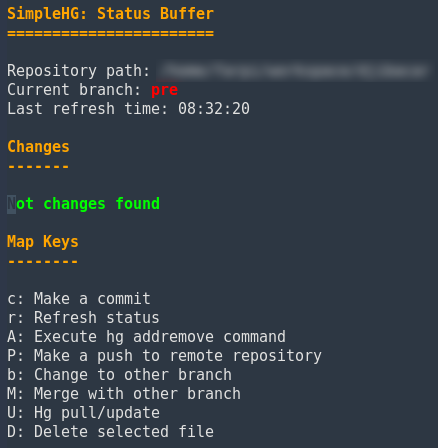 SimpleHG: Status Buffer
=======================
Repository path:
Current branch: pre
Last refresh time: 08:32:20
Changes
-------
Not changes found
Map Keys
--------
c: Make a commit
r: Refresh status
A: Execute hg addremove command
P: Make a push to remote repository
b: Change to other branch
M: Merge with other branch
U: Hg pull/update
D: Delete selected file